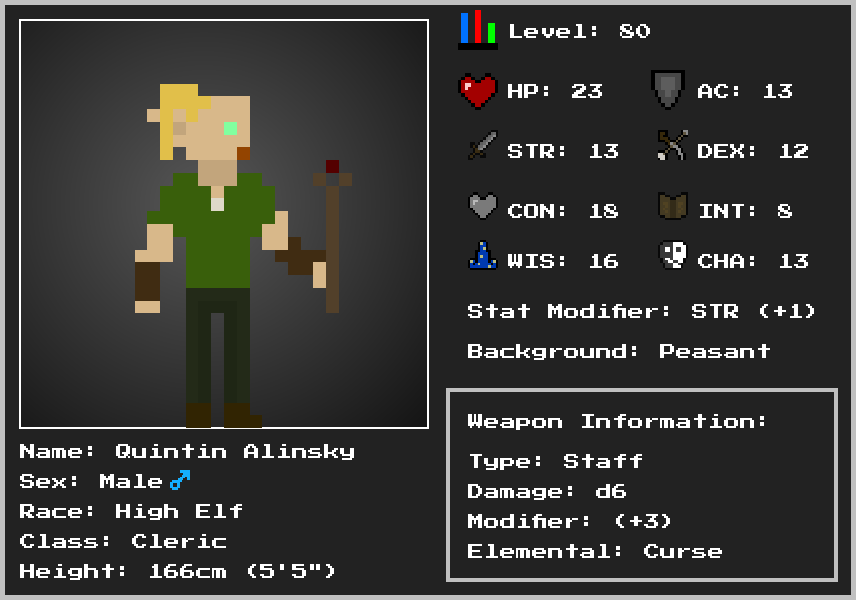 Level: 80
HP: 23
AC: 13
STR: 13
DEX: 12
CON: 18
INT: 8
WIS: 16
CHA: 13
Stat Modifier: STR (+1)
Background: Peasant
Weapon Information:
Type: Staff
Damage: d6
Modifier: (+3)
Elemental: Curse
Name: Quintin Alinsky
Sex: Male♂
Race: High Elf
Class: Cleric
Height: 166cm (5'5")